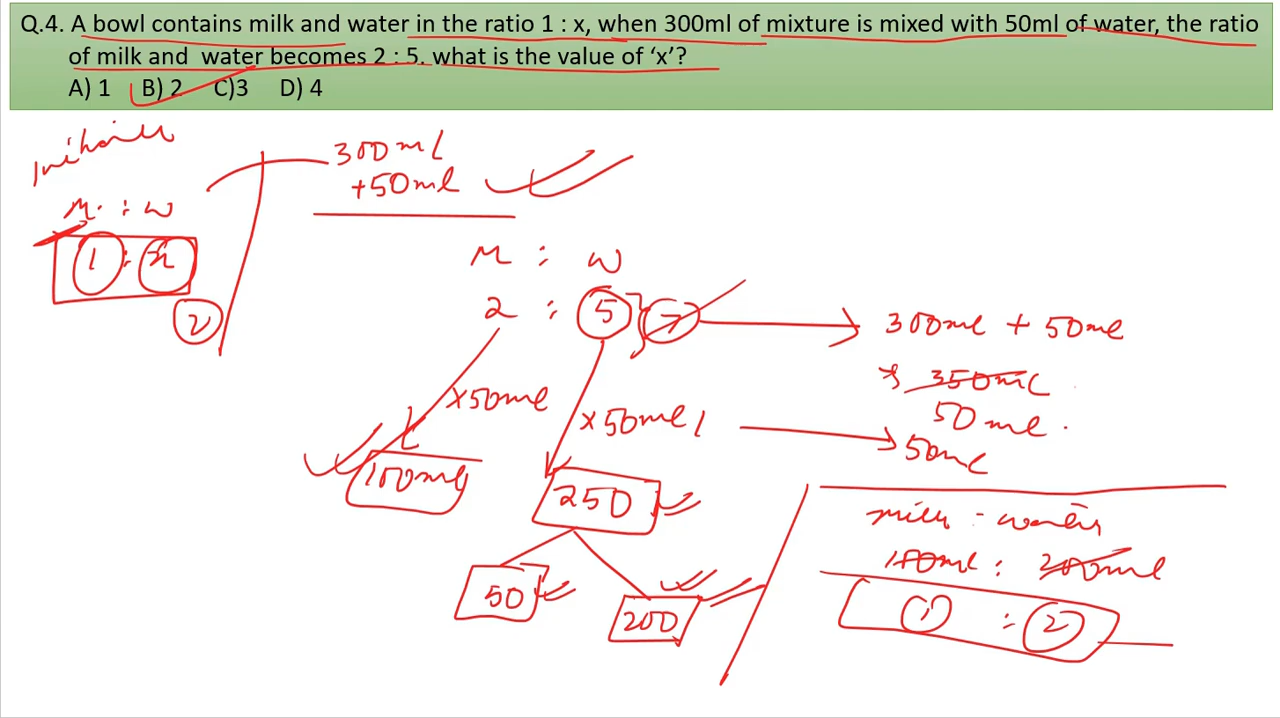 Q.4. A bowl contains milk and water in the ratio 1 : x, when 300ml of mixture is mixed with 50ml of water, the ratio
of milk and water becomes 2 : 5. what is the value of ‘x’?
A) 1 B) 2 C)3 D) 4
300ml
+50ml
M : W
1 : x
2
M : W
2 : 5 } 7
300ml + 50ml
350ml
50ml
x50ml
x50ml
50ml
100ml
250
50
200
milk : water
100ml : 200ml
1 : 2